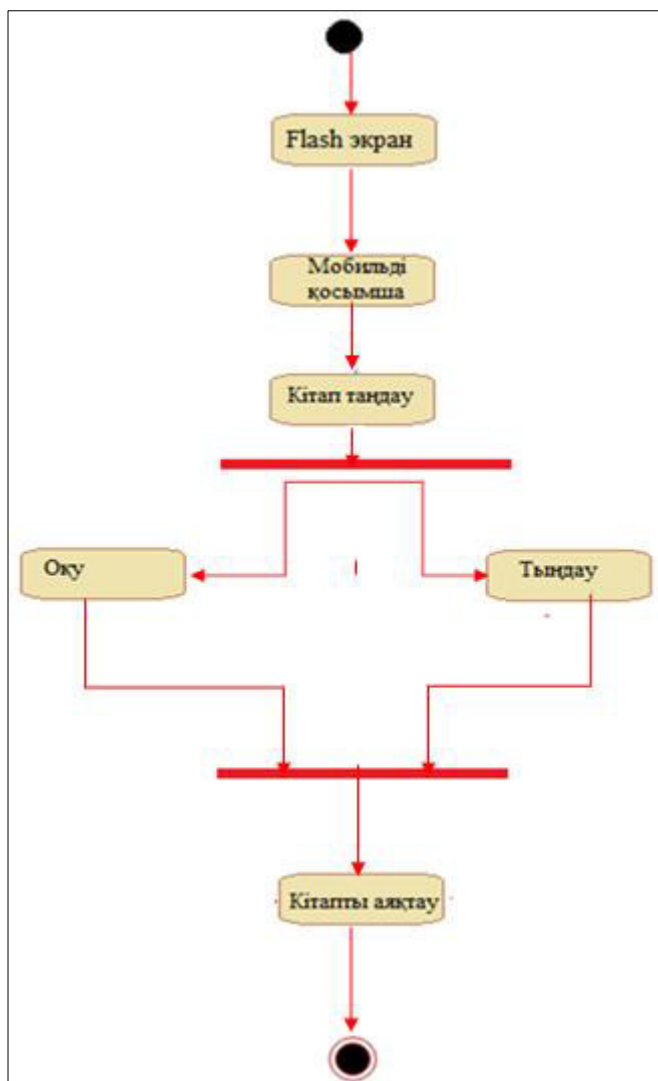 Flash экран
Мобильді
қосымша
Кітап таңдау
Оқу
Тыңдау
Кітапты аяқтау